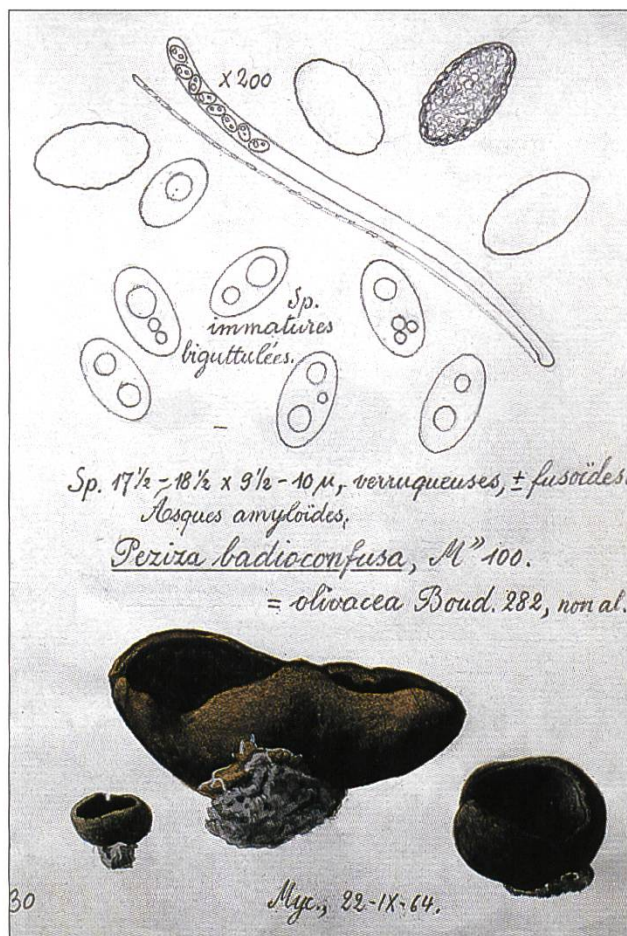 x 200
Sp.
immatures
biguttulées.
Sp. 17½ - 18½ x 9½ - 10 µ, verruqueuses, ± fusoïdes.
Asques amyloïdes.
Peziza badioconfusa, M» 100.
= olivacea Boud. 282, non al.
30
Myc., 22-IX-64.